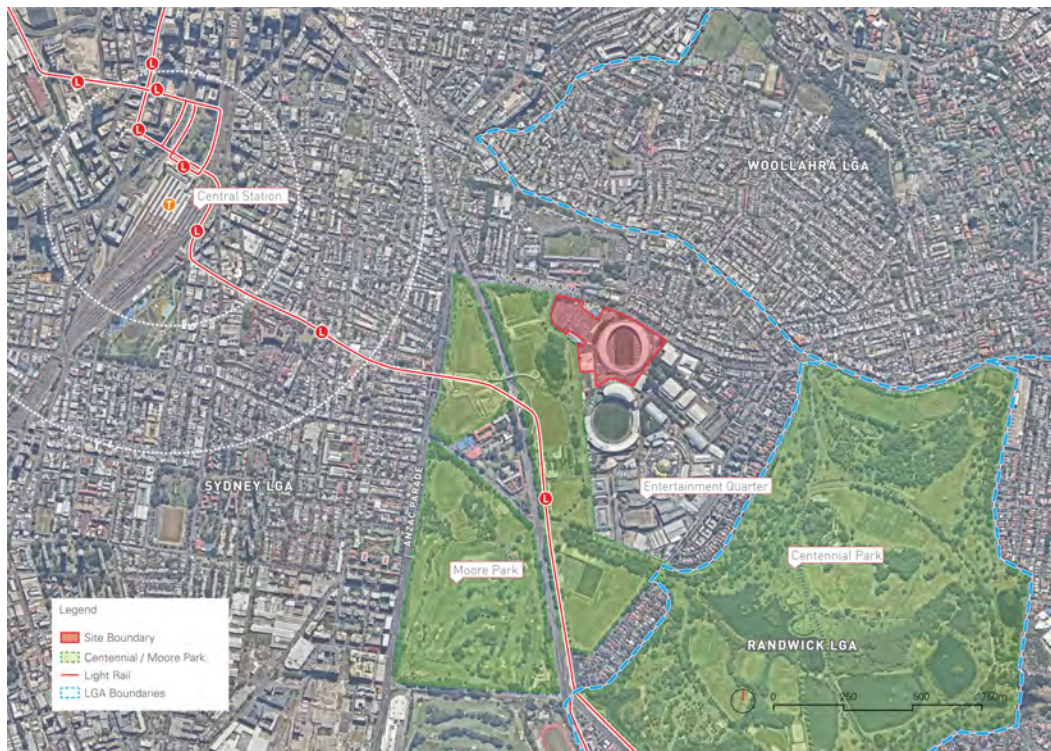 L
L
L
L
L
Central Station
T
L
WOOLLAHRA LGA
L
SYDNEY LGA
ANZAC PARADE
L
Entertainment Quarter
Moore Park
Centennial Park
RANDWICK LGA
Legend
Site Boundary
Centennial / Moore Park
Light Rail
LGA Boundaries
0 250 500 750m